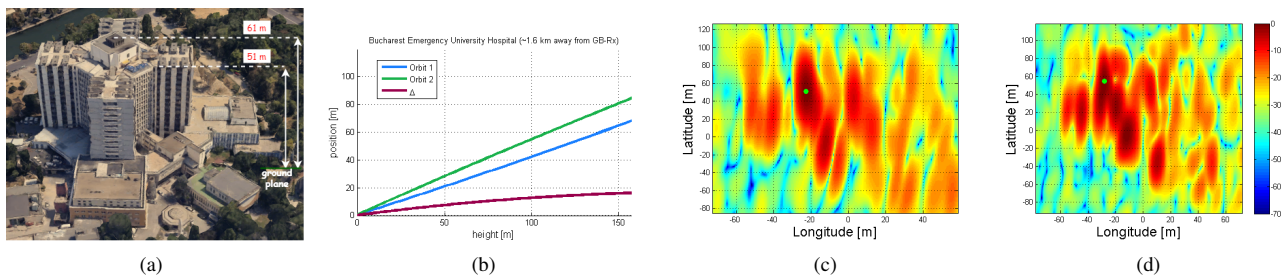 61 m
51 m
ground
plane
(a)
Bucharest Emergency University Hospital (~1.6 km away from GB-Rx)
Orbit 1
Orbit 2
Δ
position [m]
100
80
60
40
20
0
0 50 100 150
height [m]
(b)
Latitude [m]
120
100
80
60
40
20
0
20
40
60
-80
-60 -40 -20 0 20 40
Longitude [m]
(c)
Latitude [m]
100
80
60
40
20
0
20
40
60
-80
-60 -40 -20 0 20 40 60
Longitude [m]
0
-10
-20
-30
-40
-50
-60
-70
(d)